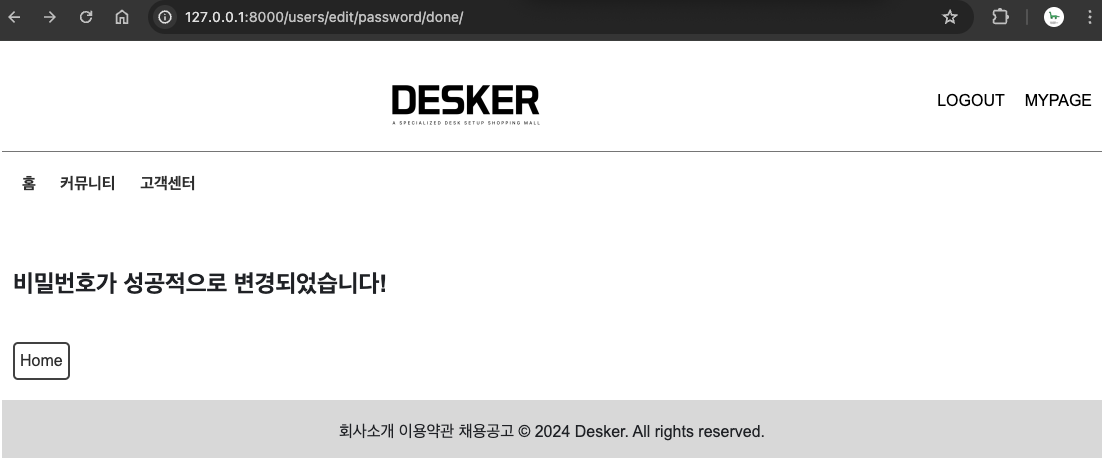 127.0.0.1:8000/users/edit/password/done/
DESKER
A SPECIALIZED DESK SETUP SHOPPING MALL
LOGOUT MYPAGE
홈 커뮤니티 고객센터
비밀번호가 성공적으로 변경되었습니다!
Home
회사소개 이용약관 채용공고 © 2024 Desker. All rights reserved.